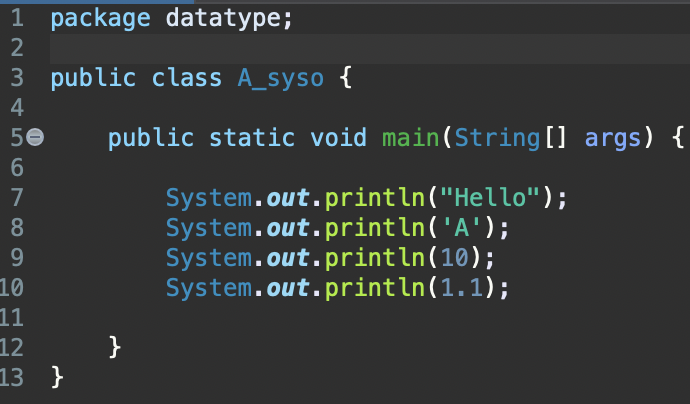 1 package datatype;
2
3 public class A_syso {
4
5     public static void main(String[] args) {
6
7         System.out.println("Hello");
8         System.out.println('A');
9         System.out.println(10);
10         System.out.println(1.1);
11
12     }
13 }